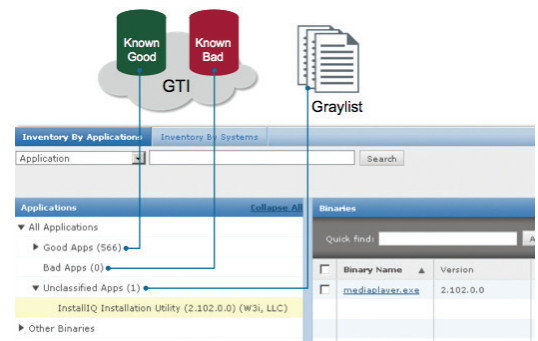 Known Good
Known Bad
GTI
Graylist
Inventory By Applications
Inventory By Systems
Application
Search
Applications
Collapse All
Binaries
All Applications
Quick find:
A
Good Apps (566)
Bad Apps (0)
Binary Name
Version
Unclassified Apps (1)
mediaplayer.exe
2.102.0.0
InstallIQ Installation Utility (2.102.0.0) (W3i, LLC)
Other Binaries